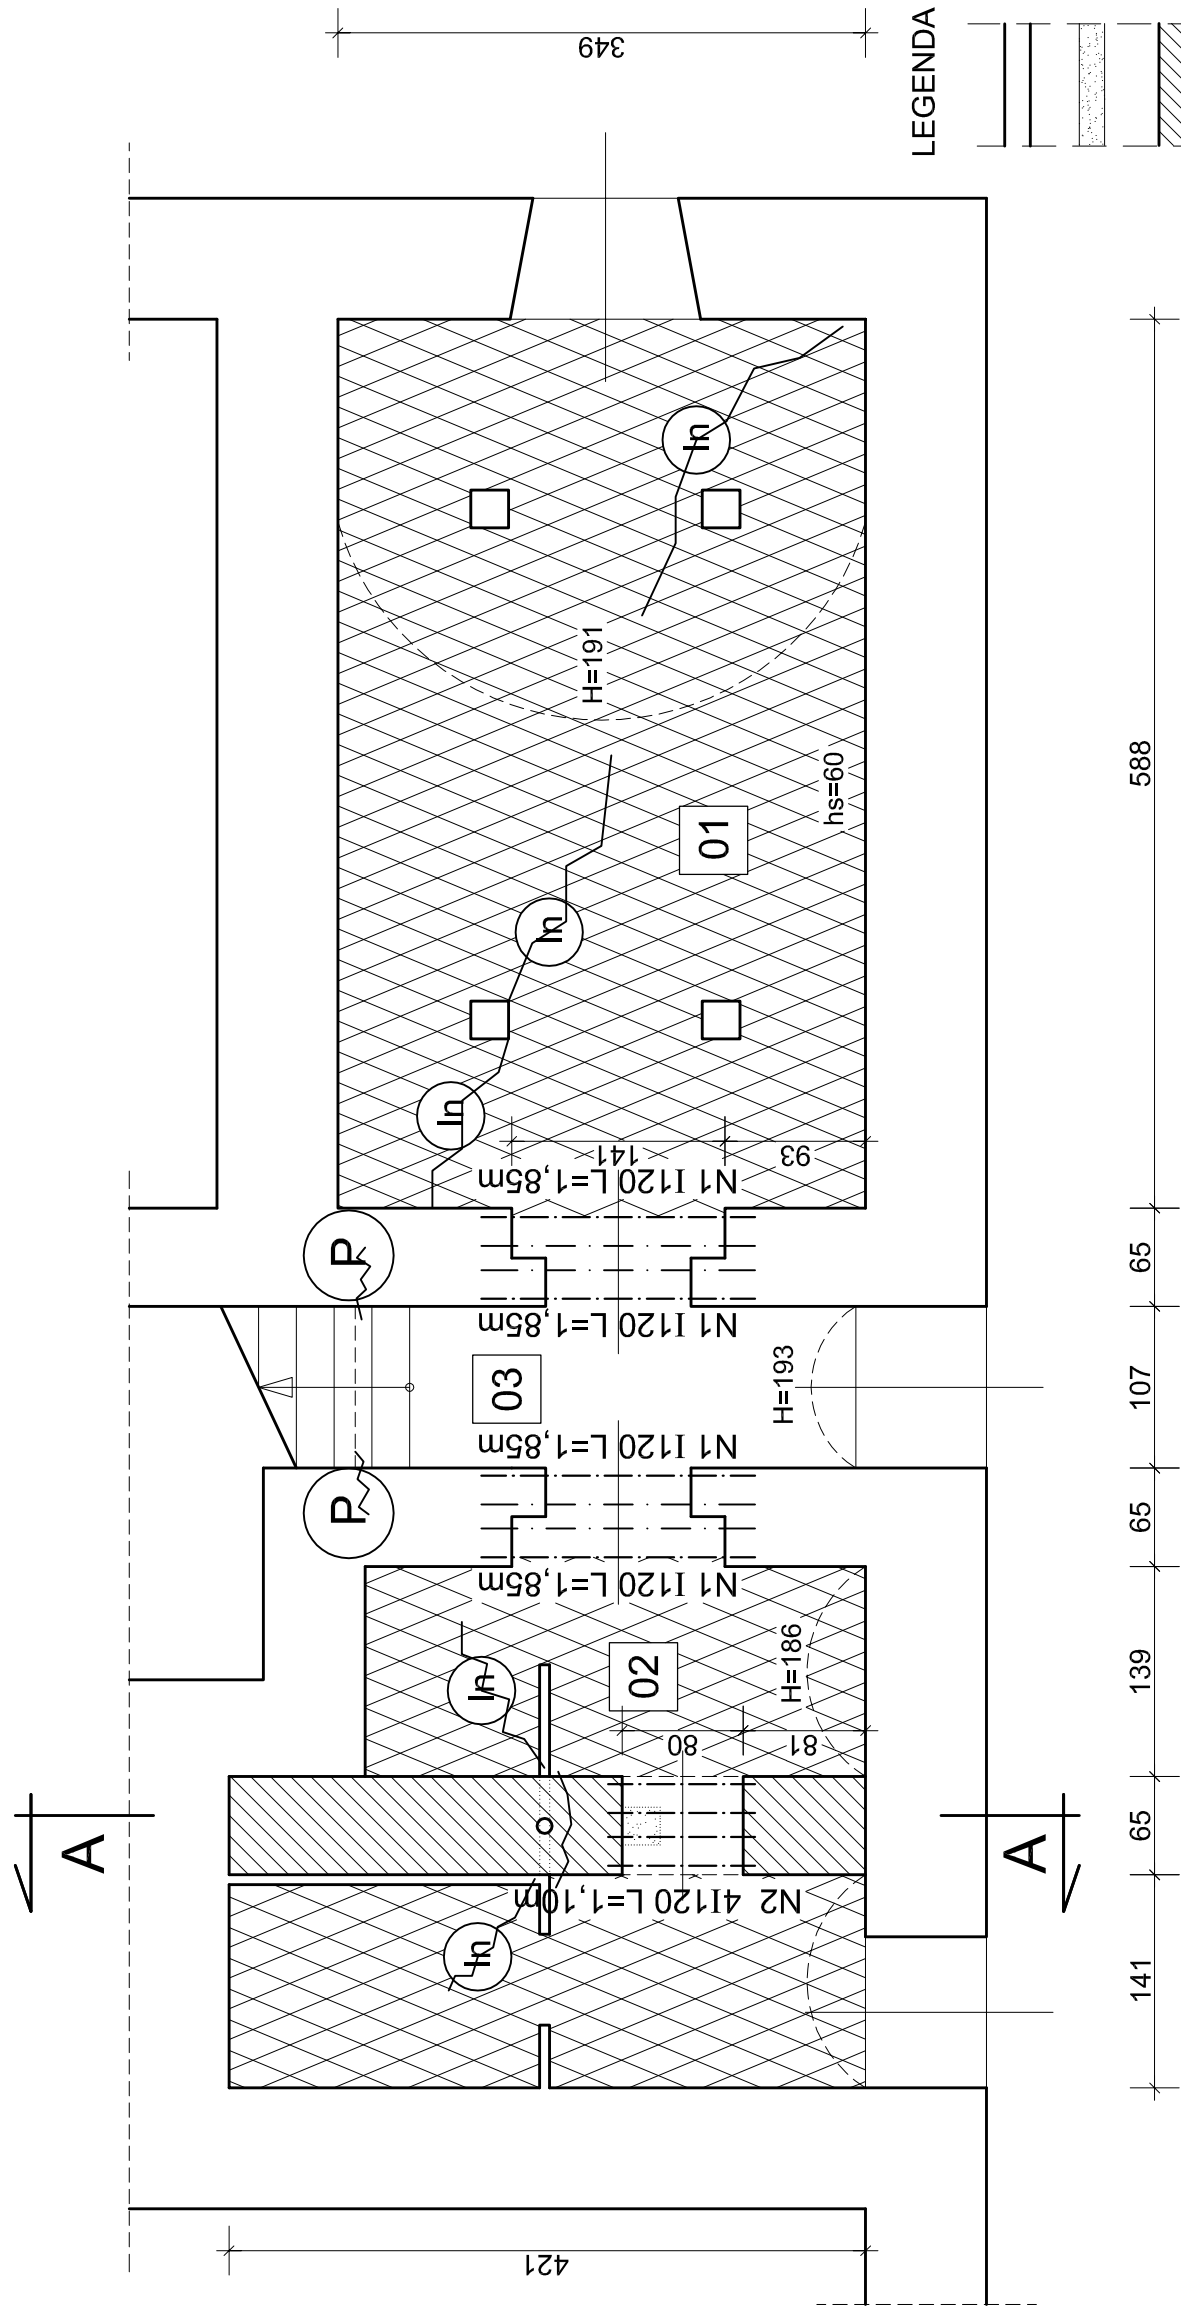 349
LEGENDA
In
H=191
hs=60
588
01
In
In
141
93
N1 I120 L=1,85m
P
65
N1 I120 L=1,85m
03
H=193
107
N1 I120 L=1,85m
P
65
N1 I120 L=1,85m
In
02
H=186
139
80
81
A
A
65
N2 4I120 L=1,10m
In
141
421